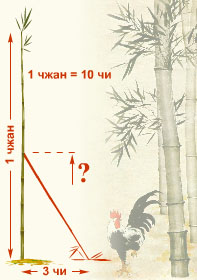 1 чжан = 10 чи
1 чжан
?
3 чи